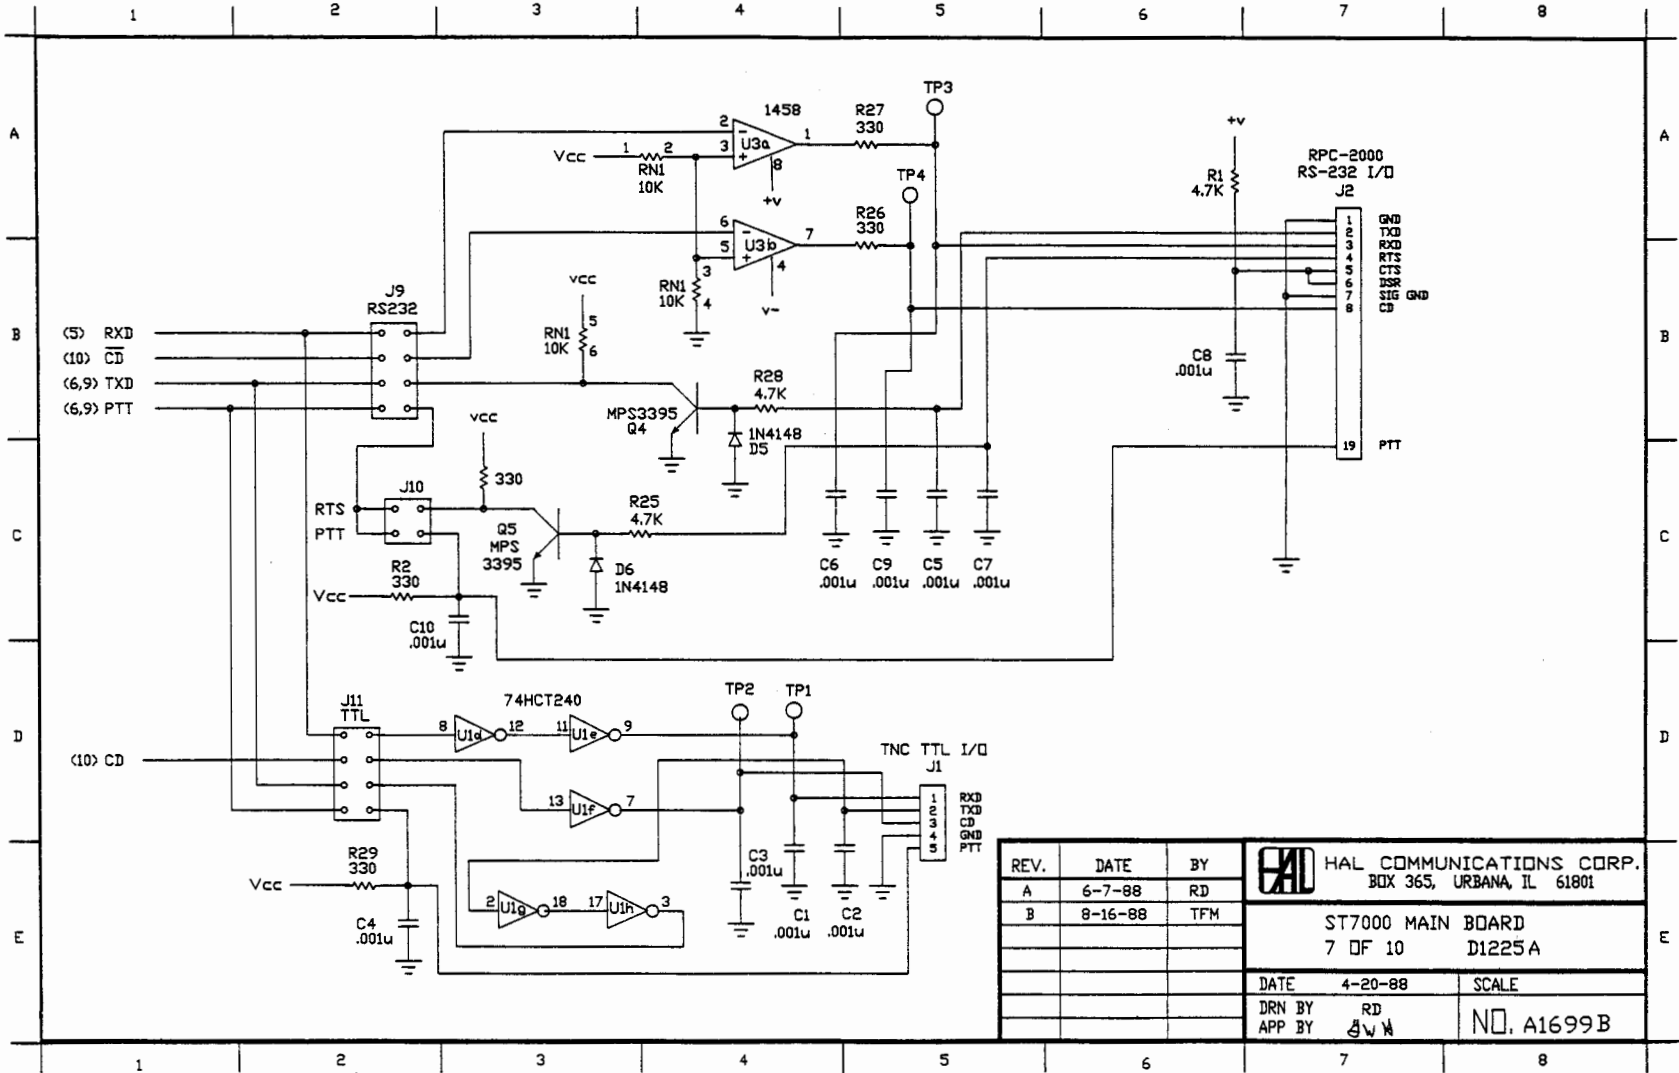 1 2 3 4 5 6 7 8
A
B
C
D
E
A
B
C
D
E
TP3
1458
R27
330
2
3
U3a
1
8
+v
Vcc
1
2
RN1
10K
TP4
6
5
U3b
7
4
v-
R26
330
3
4
RN1
10K
+v
R1
4.7K
RPC-2000
RS-232 I/O
J2
1 GND
2 TXD
3 RXD
4 RTS
5 CTS
6 DSR
7 SIG GND
8 CD
19 PTT
C8
.001u
J9
RS232
vcc
RN1
10K
5
6
(5) RXD
(10) C̅D̅
(6,9) TXD
(6,9) PTT
R28
4.7K
MPS3395
Q4
1N4148
D5
vcc
330
J10
RTS
PTT
R25
4.7K
Q5
MPS
3395
D6
1N4148
C6
.001u
C9
.001u
C5
.001u
C7
.001u
R2
330
Vcc
C10
.001u
J11
TTL
74HCT240
8 U1d 12
11 U1e 9
TP2
TP1
(10) CD
13 U1f 7
TNC TTL I/O
J1
1 RXD
2 TXD
3 CD
4 GND
5 PTT
R29
330
Vcc
C4
.001u
2 U1g 18
17 U1h 3
C3
.001u
C1
.001u
C2
.001u
REV. DATE BY
A 6-7-88 RD
B 8-16-88 TFM
HAL
HAL COMMUNICATIONS CORP.
BOX 365, URBANA, IL 61801
ST7000 MAIN BOARD
7 OF 10 D1225A
DATE 4-20-88 SCALE
DRN BY RD
APP BY
NO. A1699B
1 2 3 4 5 6 7 8